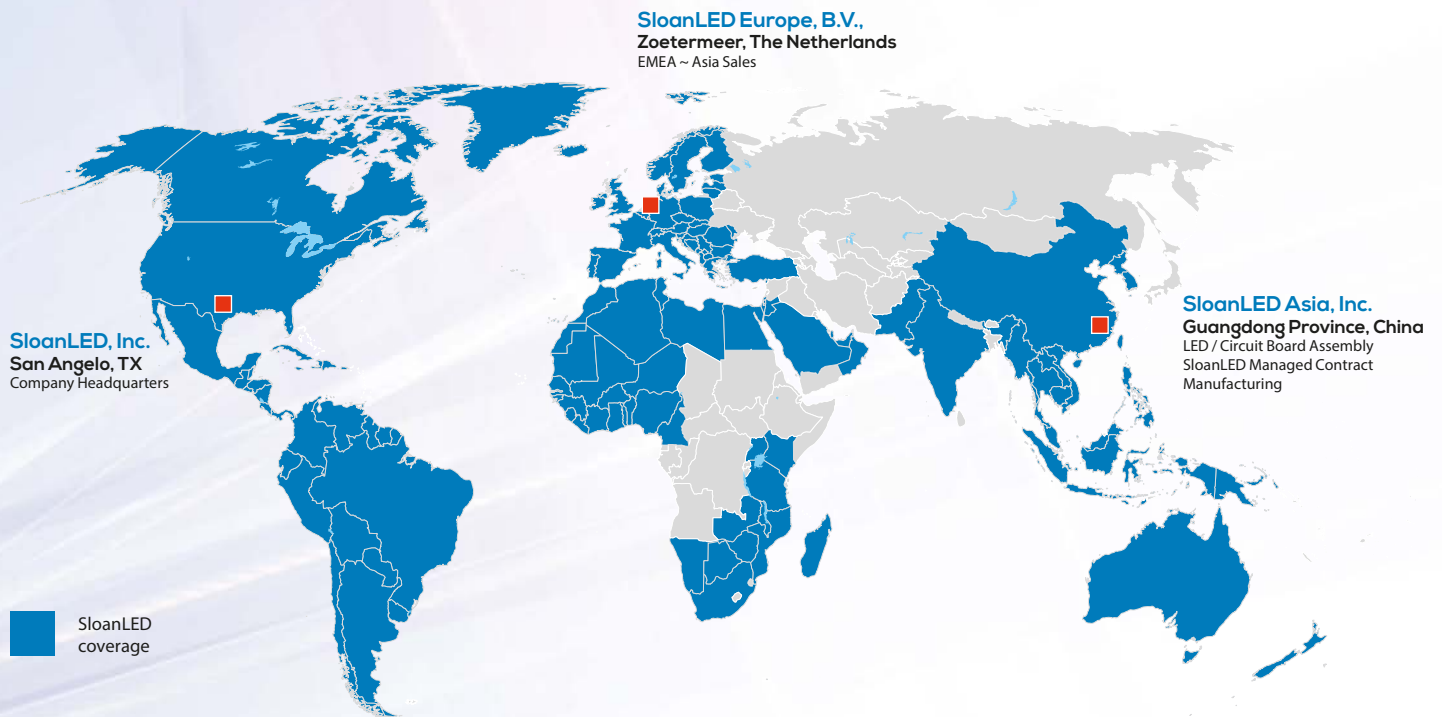 SloanLED Europe, B.V.,
Zoetermeer, The Netherlands
EMEA ~ Asia Sales
SloanLED, Inc.
San Angelo, TX
Company Headquarters
SloanLED Asia, Inc.
Guangdong Province, China
LED / Circuit Board Assembly
SloanLED Managed Contract
Manufacturing
SloanLED
coverage